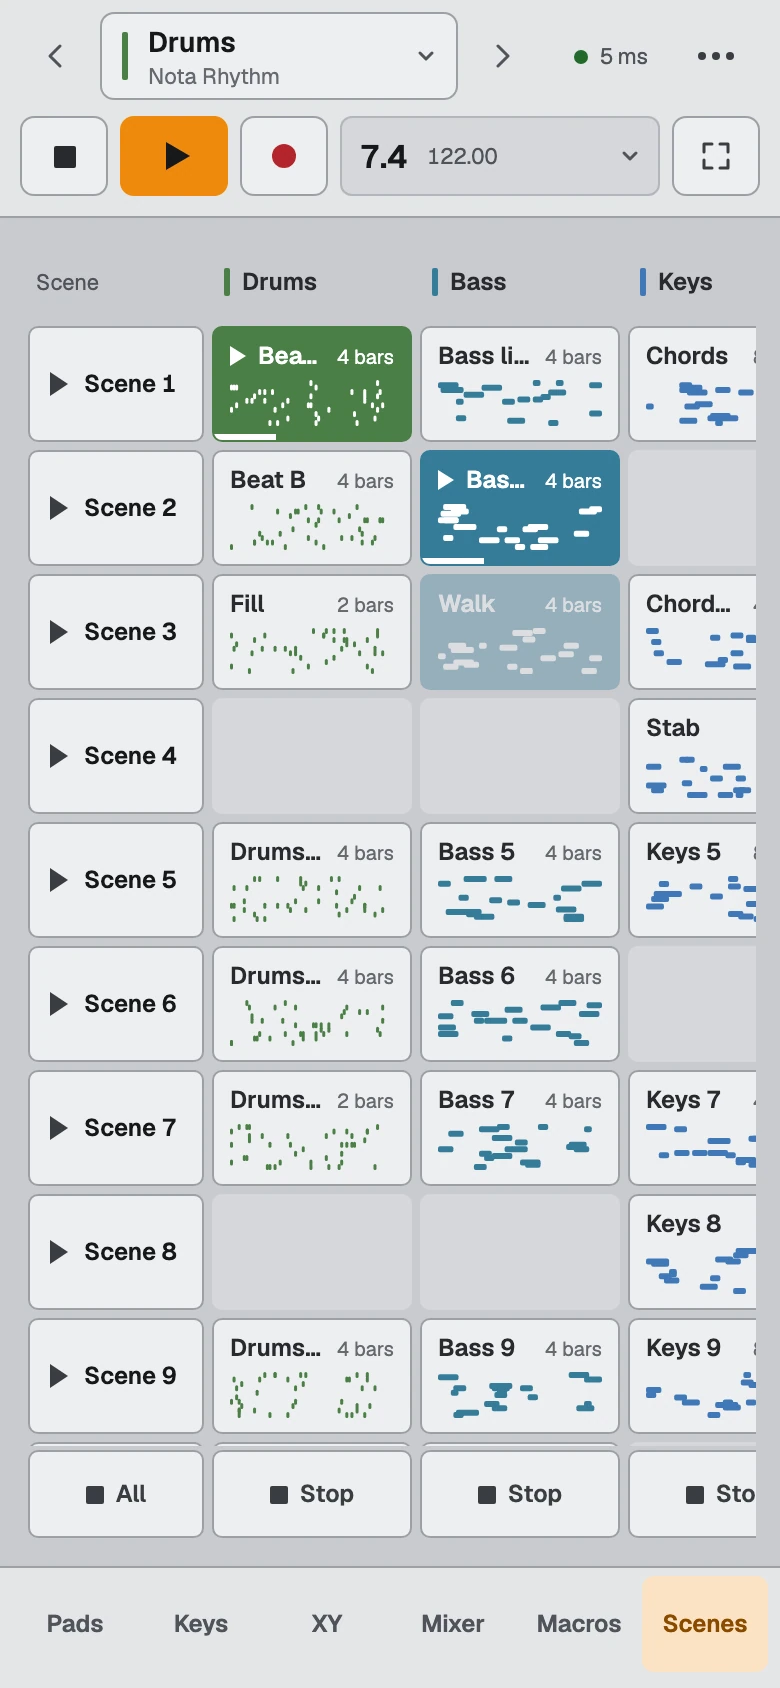 Drums
Nota Rhythm
5 ms
7.4 122.00
Scene Drums Bass Keys
Scene 1 Bea... 4 bars Bass li... 4 bars Chords
Scene 2 Beat B 4 bars Bas... 4 bars
Scene 3 Fill 2 bars Walk 4 bars Chord...
Scene 4 Stab
Scene 5 Drums... 4 bars Bass 5 4 bars Keys 5
Scene 6 Drums... 4 bars Bass 6 4 bars
Scene 7 Drums... 2 bars Bass 7 4 bars Keys 7
Scene 8 Keys 8
Scene 9 Drums... 4 bars Bass 9 4 bars Keys 9
All Stop Stop Sto
Pads Keys XY Mixer Macros Scenes